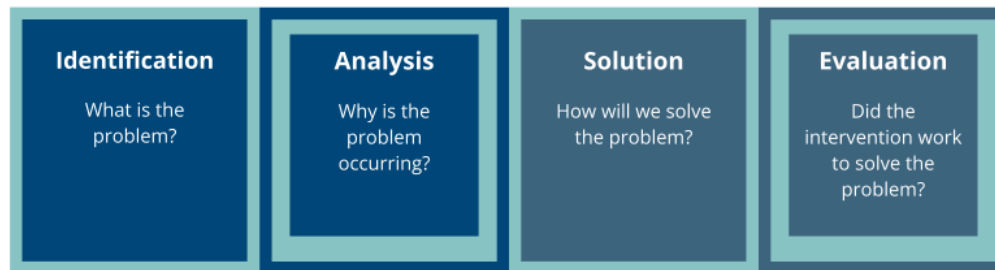 Identification
What is the
problem?
Analysis
Why is the
problem
occurring?
Solution
How will we solve
the problem?
Evaluation
Did the
intervention work
to solve the
problem?